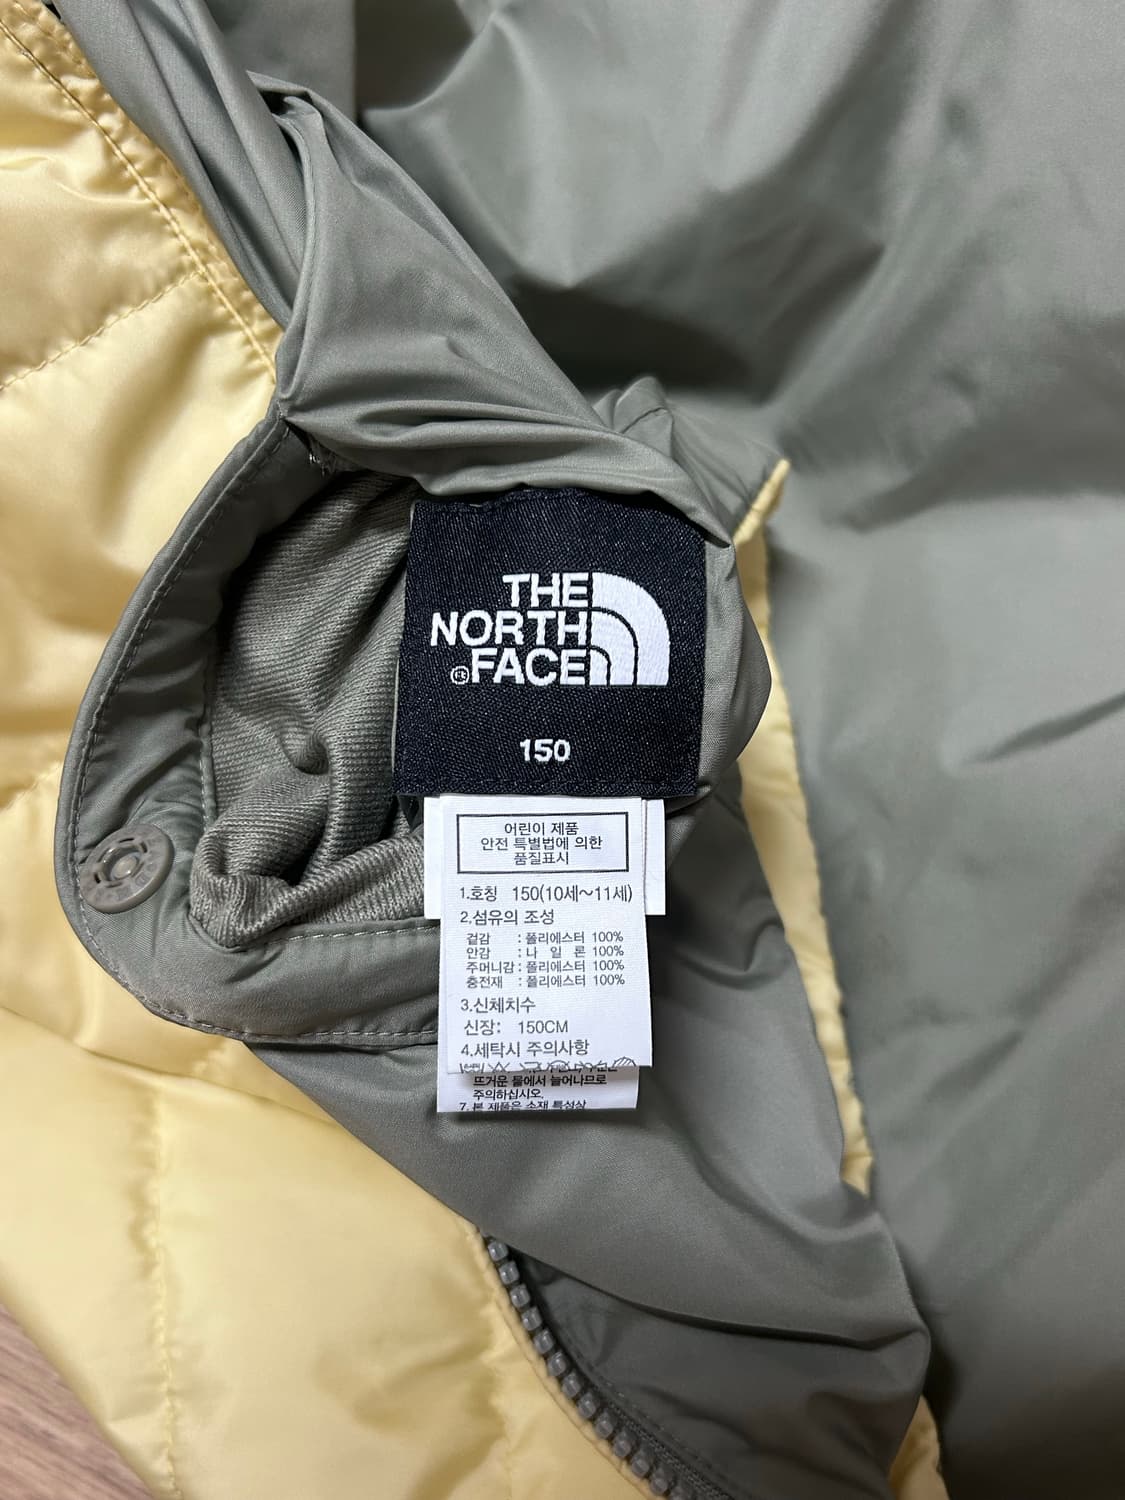 THE
NORTH
FACE
150
어린이 제품
안전 특별법에 의한
품질표시
1.호칭 150(10세~11세)
2.섬유의 조성
겉감 : 폴리에스터 100%
안감 : 나 일 론 100%
주머니감 : 폴리에스터 100%
충전재 : 폴리에스터 100%
3.신체치수
신장: 150CM
4.세탁시 주의사항
뜨거운 물에서 늘어나므로
주의하십시오.
7. 본 제품은 소재 특성상